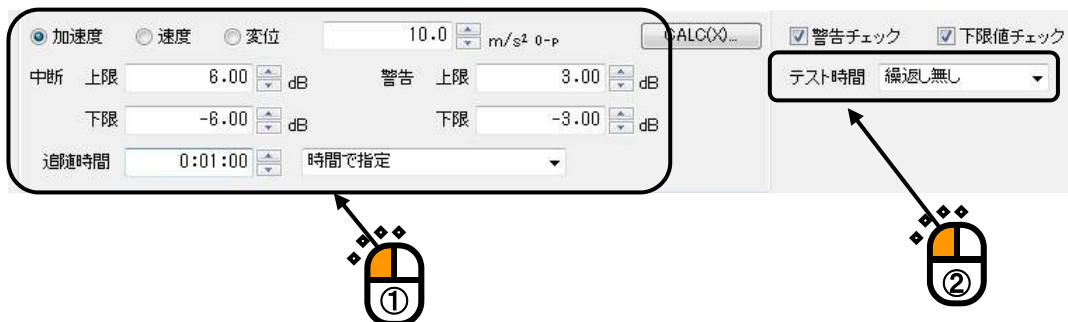 加速度 速度 変位 10.0 m/s² 0-P CALC(X)... 警告チェック 下限値チェック
中断 上限 6.00 dB 警告 上限 3.00 dB テスト時間 繰返し無し
下限 -6.00 dB 下限 -3.00 dB
追随時間 0:01:00 時間で指定
① ②